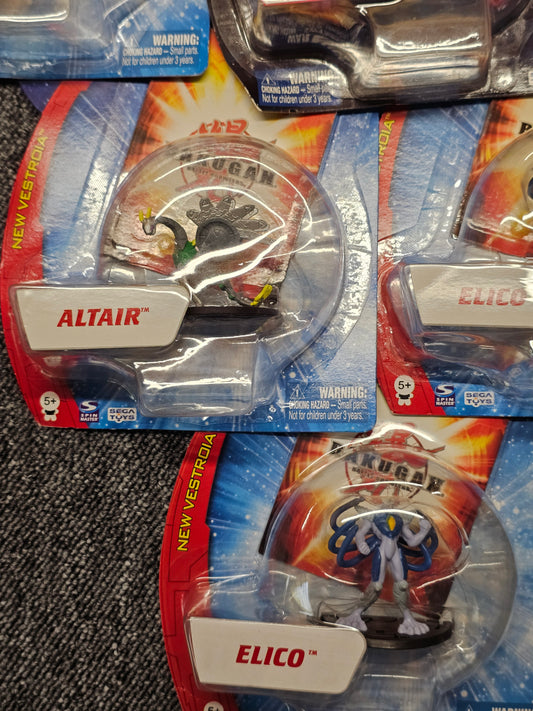 WARNING:
CHOKING HAZARD — Small parts.
Not for children under 3 years.
WARNING:
CHOKING HAZARD — Small parts.
Not for children under 3 years.
NEW VESTROIA
BAKUGAN
ALTAIR™
5+
SPIN MASTER
SEGA TOYS
WARNING:
CHOKING HAZARD — Small parts.
Not for children under 3 years.
NEW VESTROIA
ELICO
5+
SPIN MASTER
SEGA TOYS
NEW VESTROIA
BAKUGAN
ELICO™
5+
WARNING: